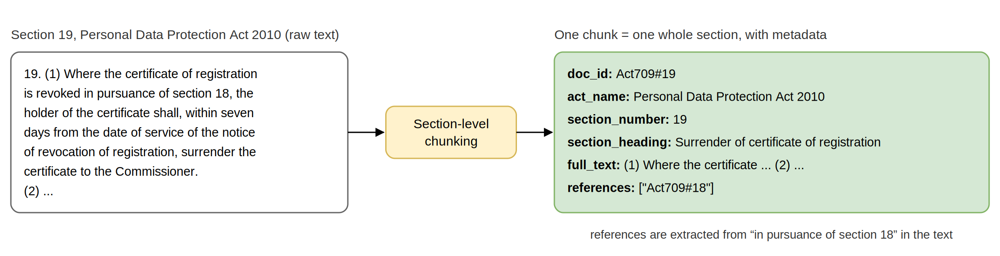 Section 19, Personal Data Protection Act 2010 (raw text)
19. (1) Where the certificate of registration
is revoked in pursuance of section 18, the
holder of the certificate shall, within seven
days from the date of service of the notice
of revocation of registration, surrender the
certificate to the Commissioner.
(2) ...
Section-level
chunking
One chunk = one whole section, with metadata
doc_id: Act709#19
act_name: Personal Data Protection Act 2010
section_number: 19
section_heading: Surrender of certificate of registration
full_text: (1) Where the certificate ... (2) ...
references: ["Act709#18"]
references are extracted from “in pursuance of section 18” in the text